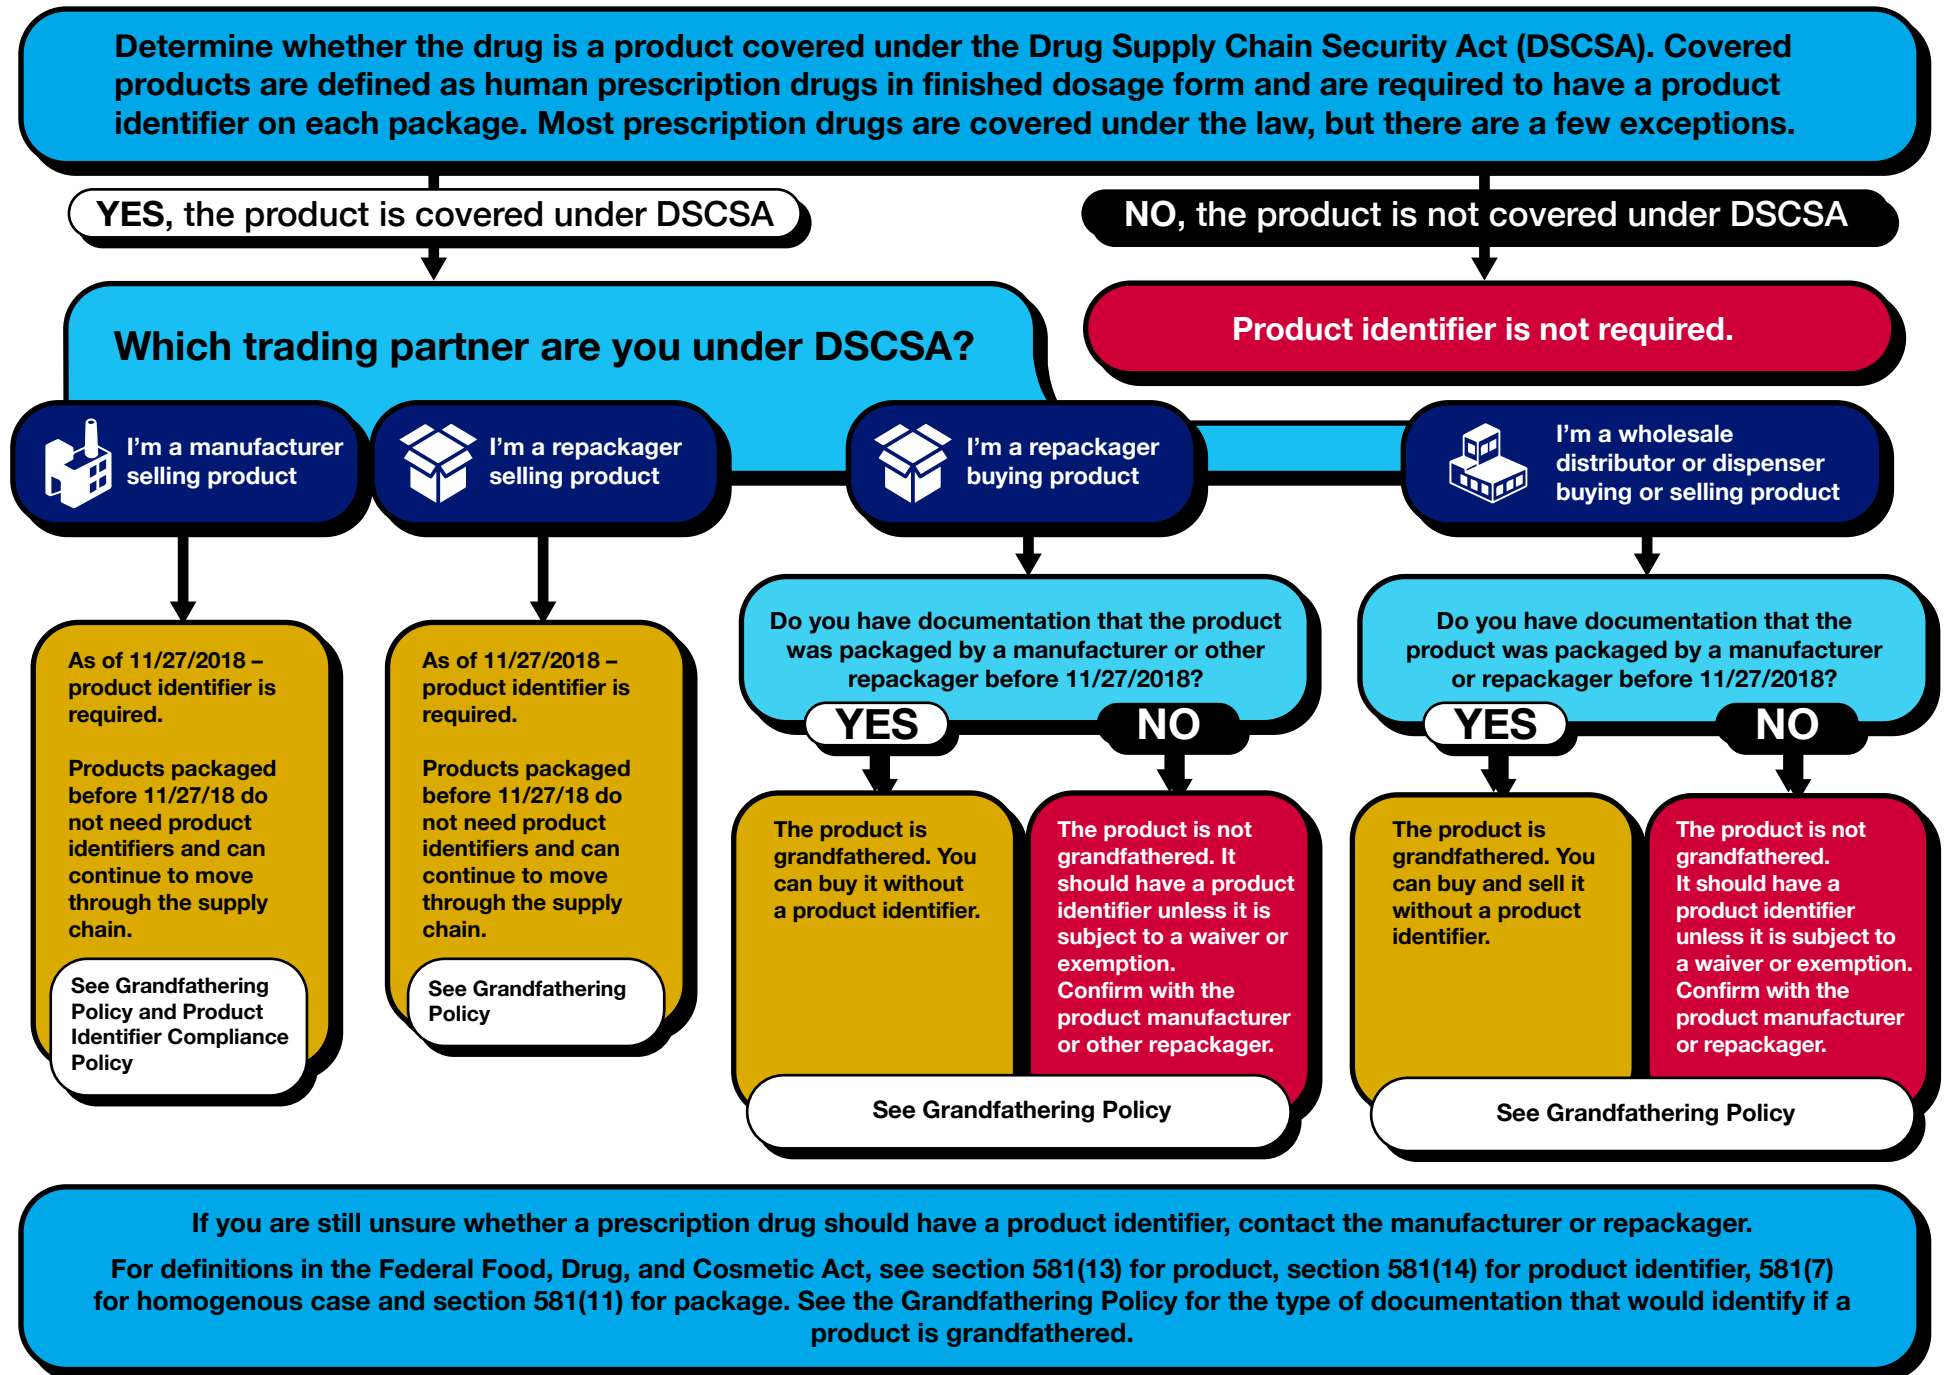 Determine whether the drug is a product covered under the Drug Supply Chain Security Act (DSCSA). Covered
products are defined as human prescription drugs in finished dosage form and are required to have a product
identifier on each package. Most prescription drugs are covered under the law, but there are a few exceptions.
YES, the product is covered under DSCSA
NO, the product is not covered under DSCSA
Product identifier is not required.
Which trading partner are you under DSCSA?
I'm a manufacturer
selling product
I'm a repackager
selling product
I'm a repackager
buying product
I'm a wholesale
distributor or dispenser
buying or selling product
As of 11/27/2018 –
product identifier is
required.
Products packaged
before 11/27/18 do
not need product
identifiers and can
continue to move
through the supply
chain.
See Grandfathering
Policy and Product
Identifier Compliance
Policy
As of 11/27/2018 –
product identifier is
required.
Products packaged
before 11/27/18 do
not need product
identifiers and can
continue to move
through the supply
chain.
See Grandfathering
Policy
Do you have documentation that the product
was packaged by a manufacturer or other
repackager before 11/27/2018?
YES
NO
The product is
grandfathered. You
can buy it without
a product identifier.
The product is not
grandfathered. It
should have a product
identifier unless it is
subject to a waiver or
exemption.
Confirm with the
product manufacturer
or other repackager.
See Grandfathering Policy
Do you have documentation that the
product was packaged by a manufacturer
or repackager before 11/27/2018?
YES
NO
The product is
grandfathered. You
can buy and sell it
without a product
identifier.
The product is not
grandfathered.
It should have a
product identifier
unless it is subject to
a waiver or exemption.
Confirm with the
product manufacturer
or repackager.
See Grandfathering Policy
If you are still unsure whether a prescription drug should have a product identifier, contact the manufacturer or repackager.
For definitions in the Federal Food, Drug, and Cosmetic Act, see section 581(13) for product, section 581(14) for product identifier, 581(7)
for homogenous case and section 581(11) for package. See the Grandfathering Policy for the type of documentation that would identify if a
product is grandfathered.